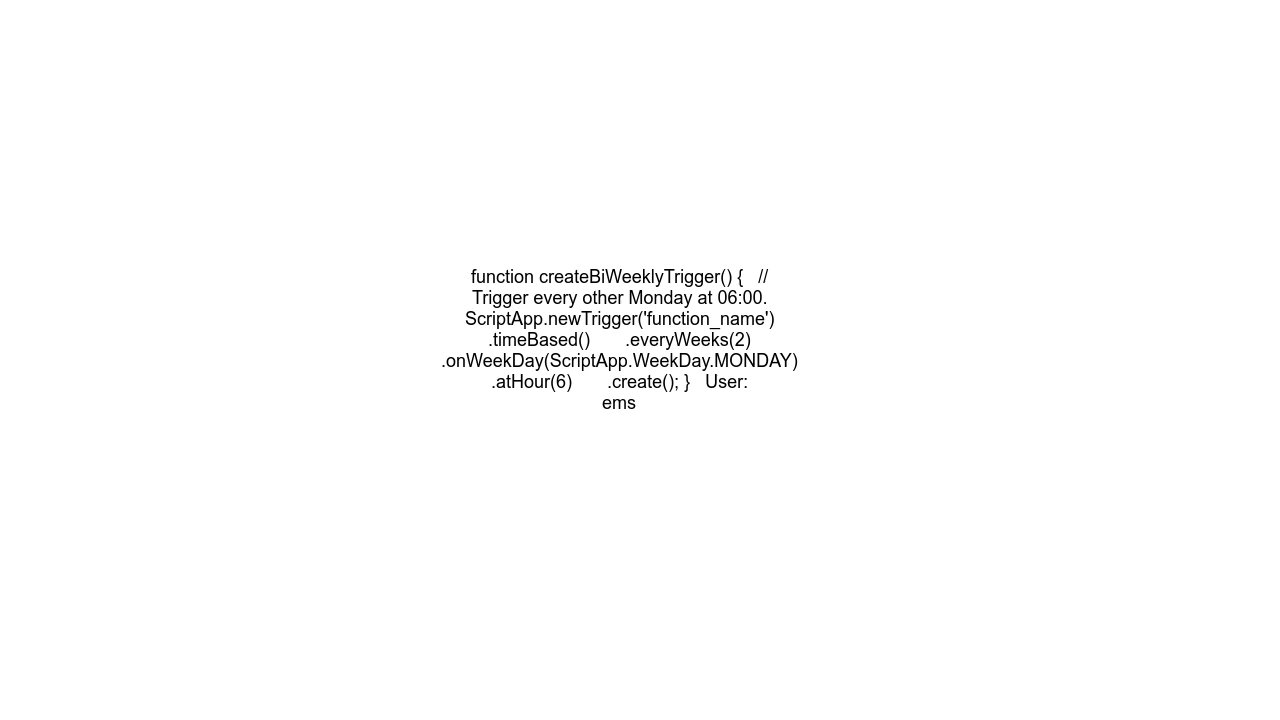 function createBiWeeklyTrigger() {   //
Trigger every other Monday at 06:00.
ScriptApp.newTrigger('function_name')
.timeBased()       .everyWeeks(2)
.onWeekDay(ScriptApp.WeekDay.MONDAY)
.atHour(6)       .create(); }   User:
ems